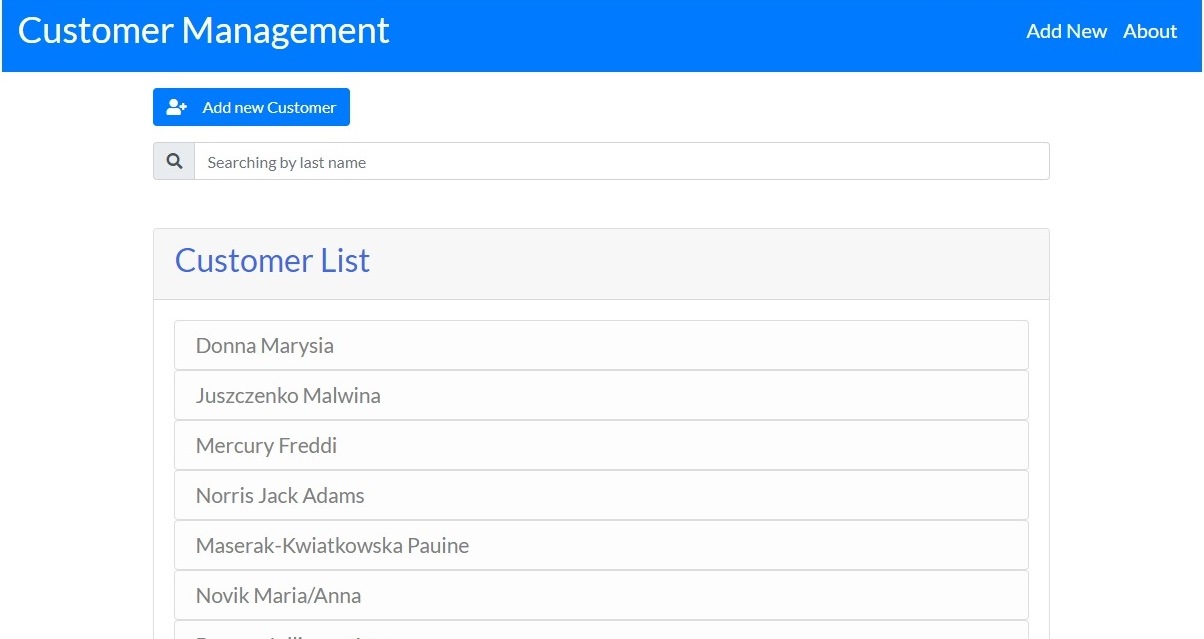 Customer Management
Add New About
Add new Customer
Searching by last name
Customer List
Donna Marysia
Juszczenko Malwina
Mercury Freddi
Norris Jack Adams
Maserak-Kwiatkowska Pauine
Novik Maria/Anna